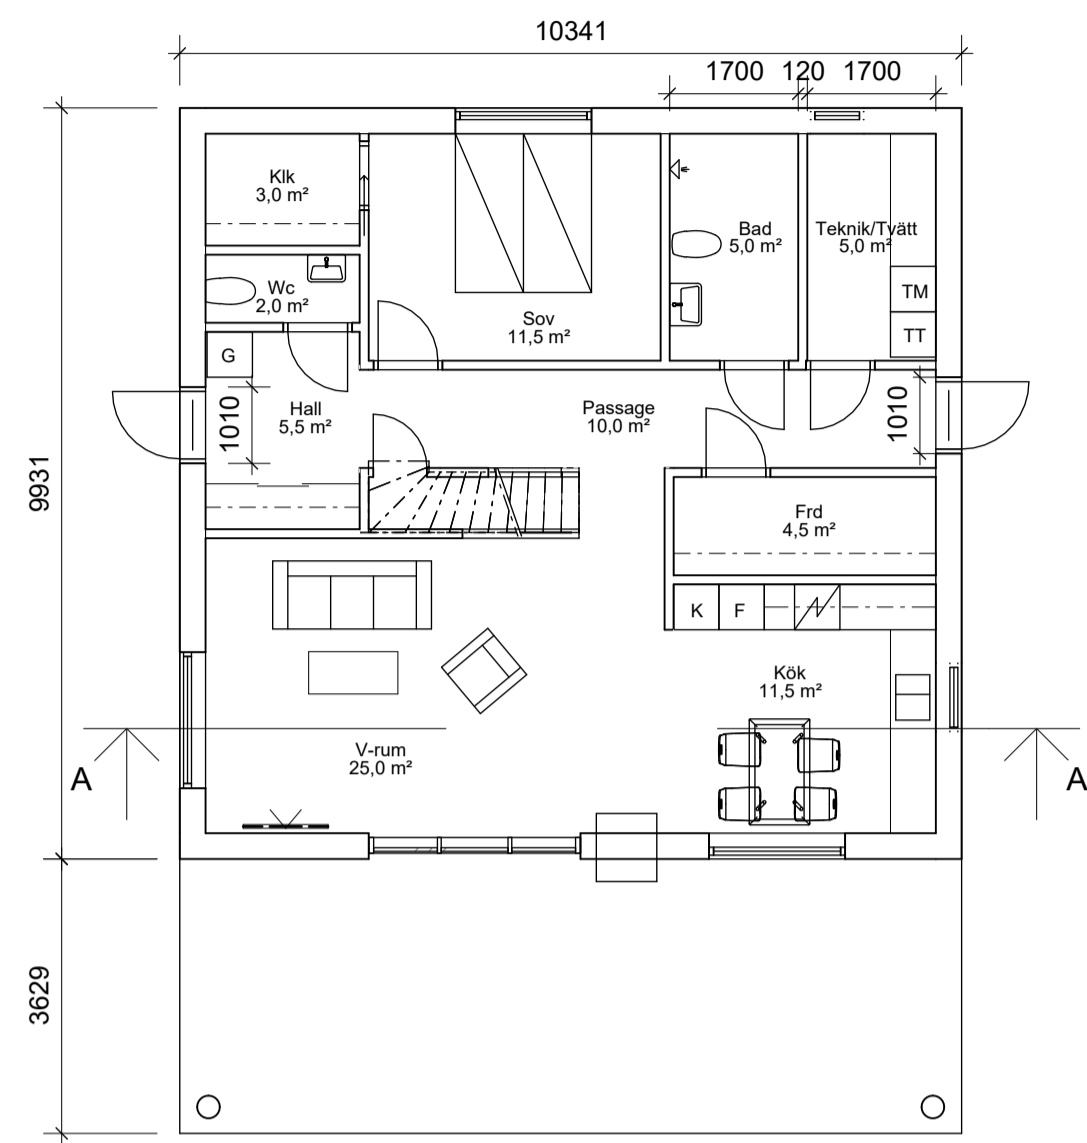 10341
1700 120 1700
Klk
3,0 m²
Bad
5,0 m²
Teknik/Tvätt
5,0 m²
Wc
2,0 m²
TM
Sov
11,5 m²
TT
G
Hall
5,5 m²
1010
Passage
10,0 m²
1010
9931
Frd
4,5 m²
K F
Kök
11,5 m²
V-rum
25,0 m²
A
A
3629